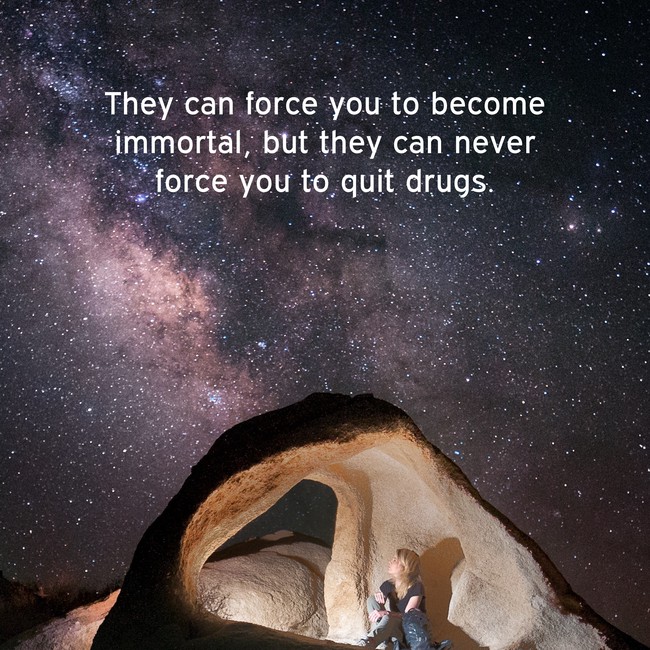 They can force you to become
immortal, but they can never
force you to quit drugs.